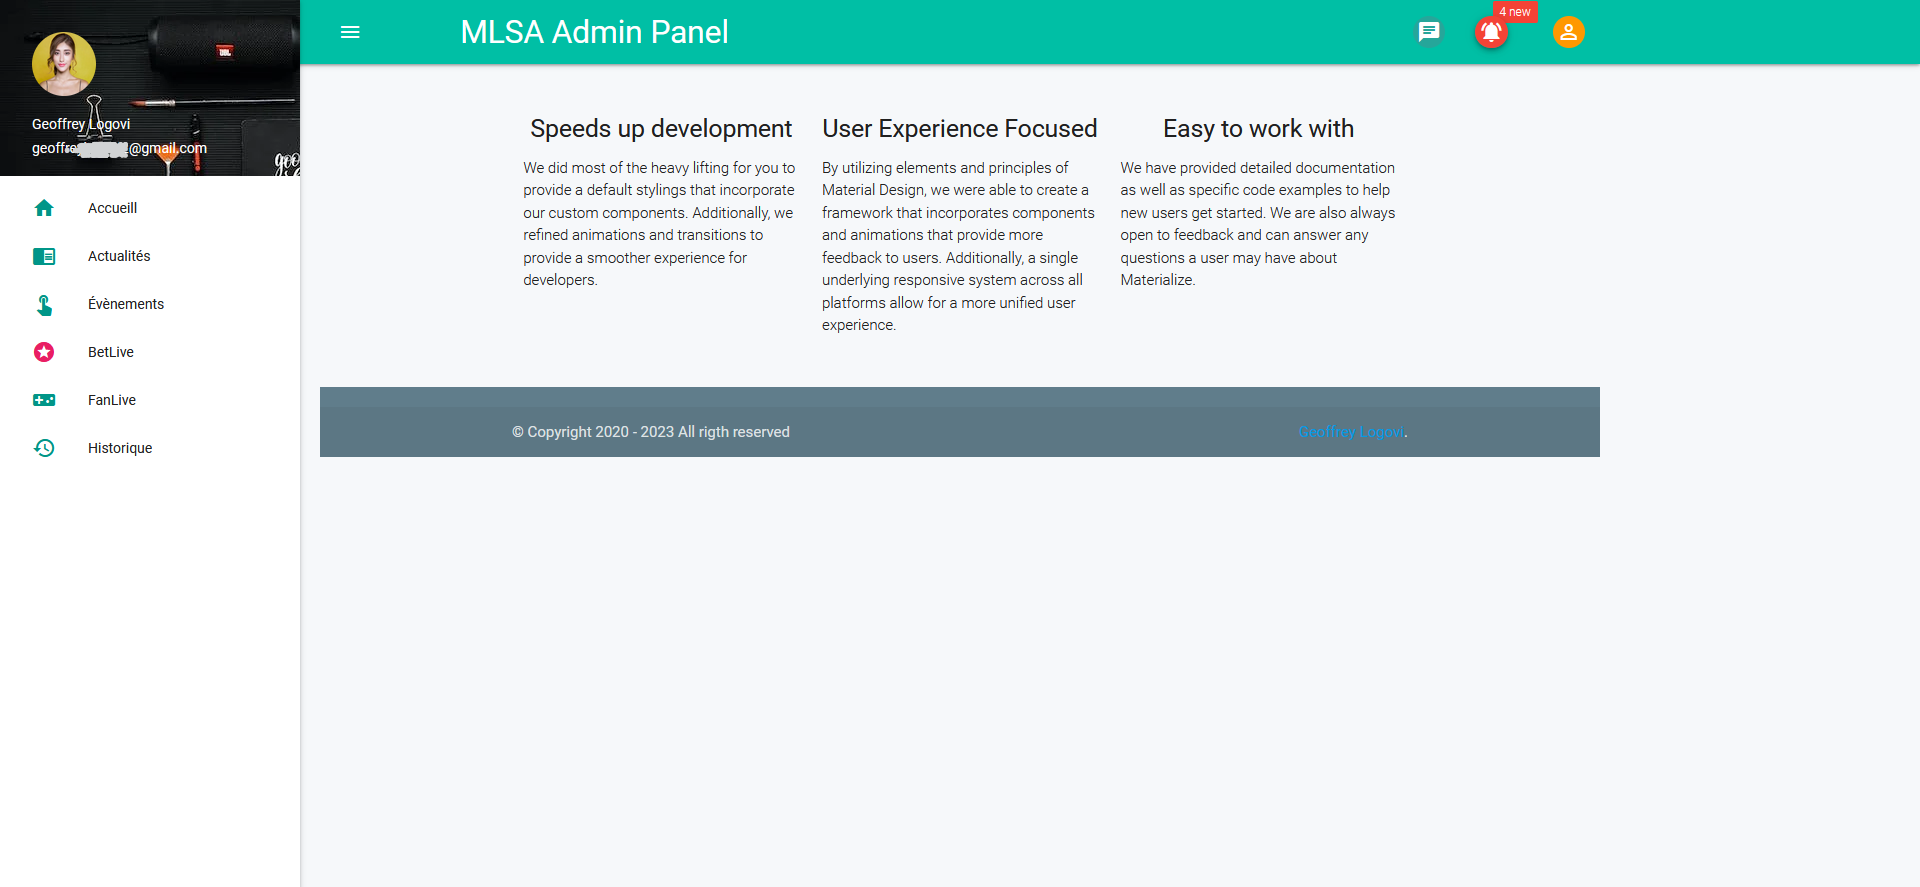 MLSA Admin Panel
4 new
JBL
Geoffrey Logovi
@gmail.com
Accueill
Actualités
Évènements
BetLive
FanLive
Historique
Speeds up development
We did most of the heavy lifting for you to
provide a default stylings that incorporate
our custom components. Additionally, we
refined animations and transitions to
provide a smoother experience for
developers.
User Experience Focused
By utilizing elements and principles of
Material Design, we were able to create a
framework that incorporates components
and animations that provide more
feedback to users. Additionally, a single
underlying responsive system across all
platforms allow for a more unified user
experience.
Easy to work with
We have provided detailed documentation
as well as specific code examples to help
new users get started. We are also always
open to feedback and can answer any
questions a user may have about
Materialize.
© Copyright 2020 - 2023 All rigth reserved
Geoffrey Logovi.